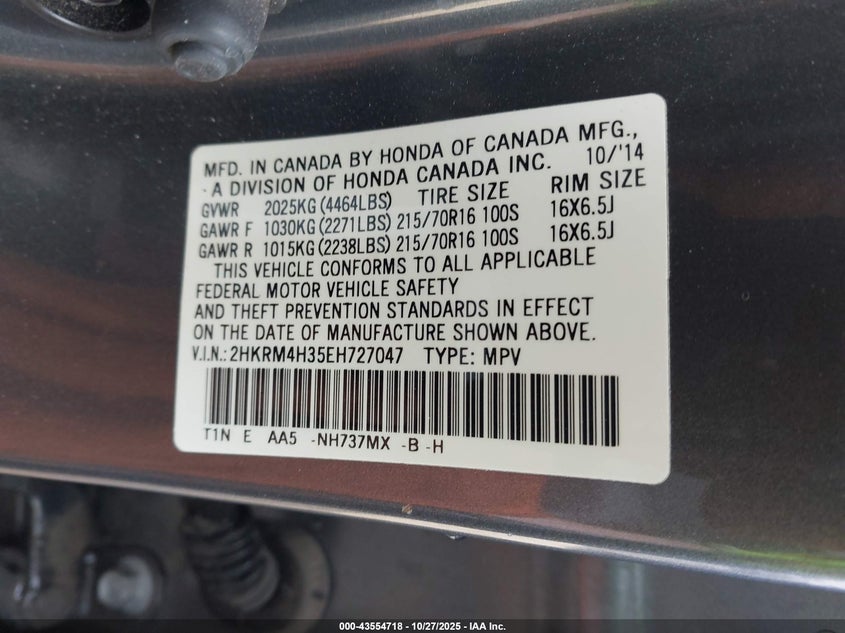 MFD. IN CANADA BY HONDA OF CANADA MFG.,
A DIVISION OF HONDA CANADA INC. 10/'14
GVWR 2025KG (4464LBS) TIRE SIZE RIM SIZE
GAWR F 1030KG (2271LBS) 215/70R16 100S 16X6.5J
GAWR R 1015KG (2238LBS) 215/70R16 100S 16X6.5J
THIS VEHICLE CONFORMS TO ALL APPLICABLE
FEDERAL MOTOR VEHICLE SAFETY
AND THEFT PREVENTION STANDARDS IN EFFECT
ON THE DATE OF MANUFACTURE SHOWN ABOVE.
V.I.N.: 2HKRM4H35EH727047 TYPE: MPV
T1N E AA5 -NH737MX -B -H
000-43554718 - 10/27/2025 - IAA Inc.